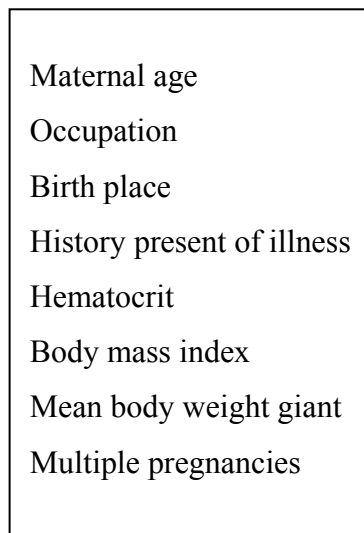 Maternal age
Occupation
Birth place
History present of illness
Hematocrit
Body mass index
Mean body weight giant
Multiple pregnancies